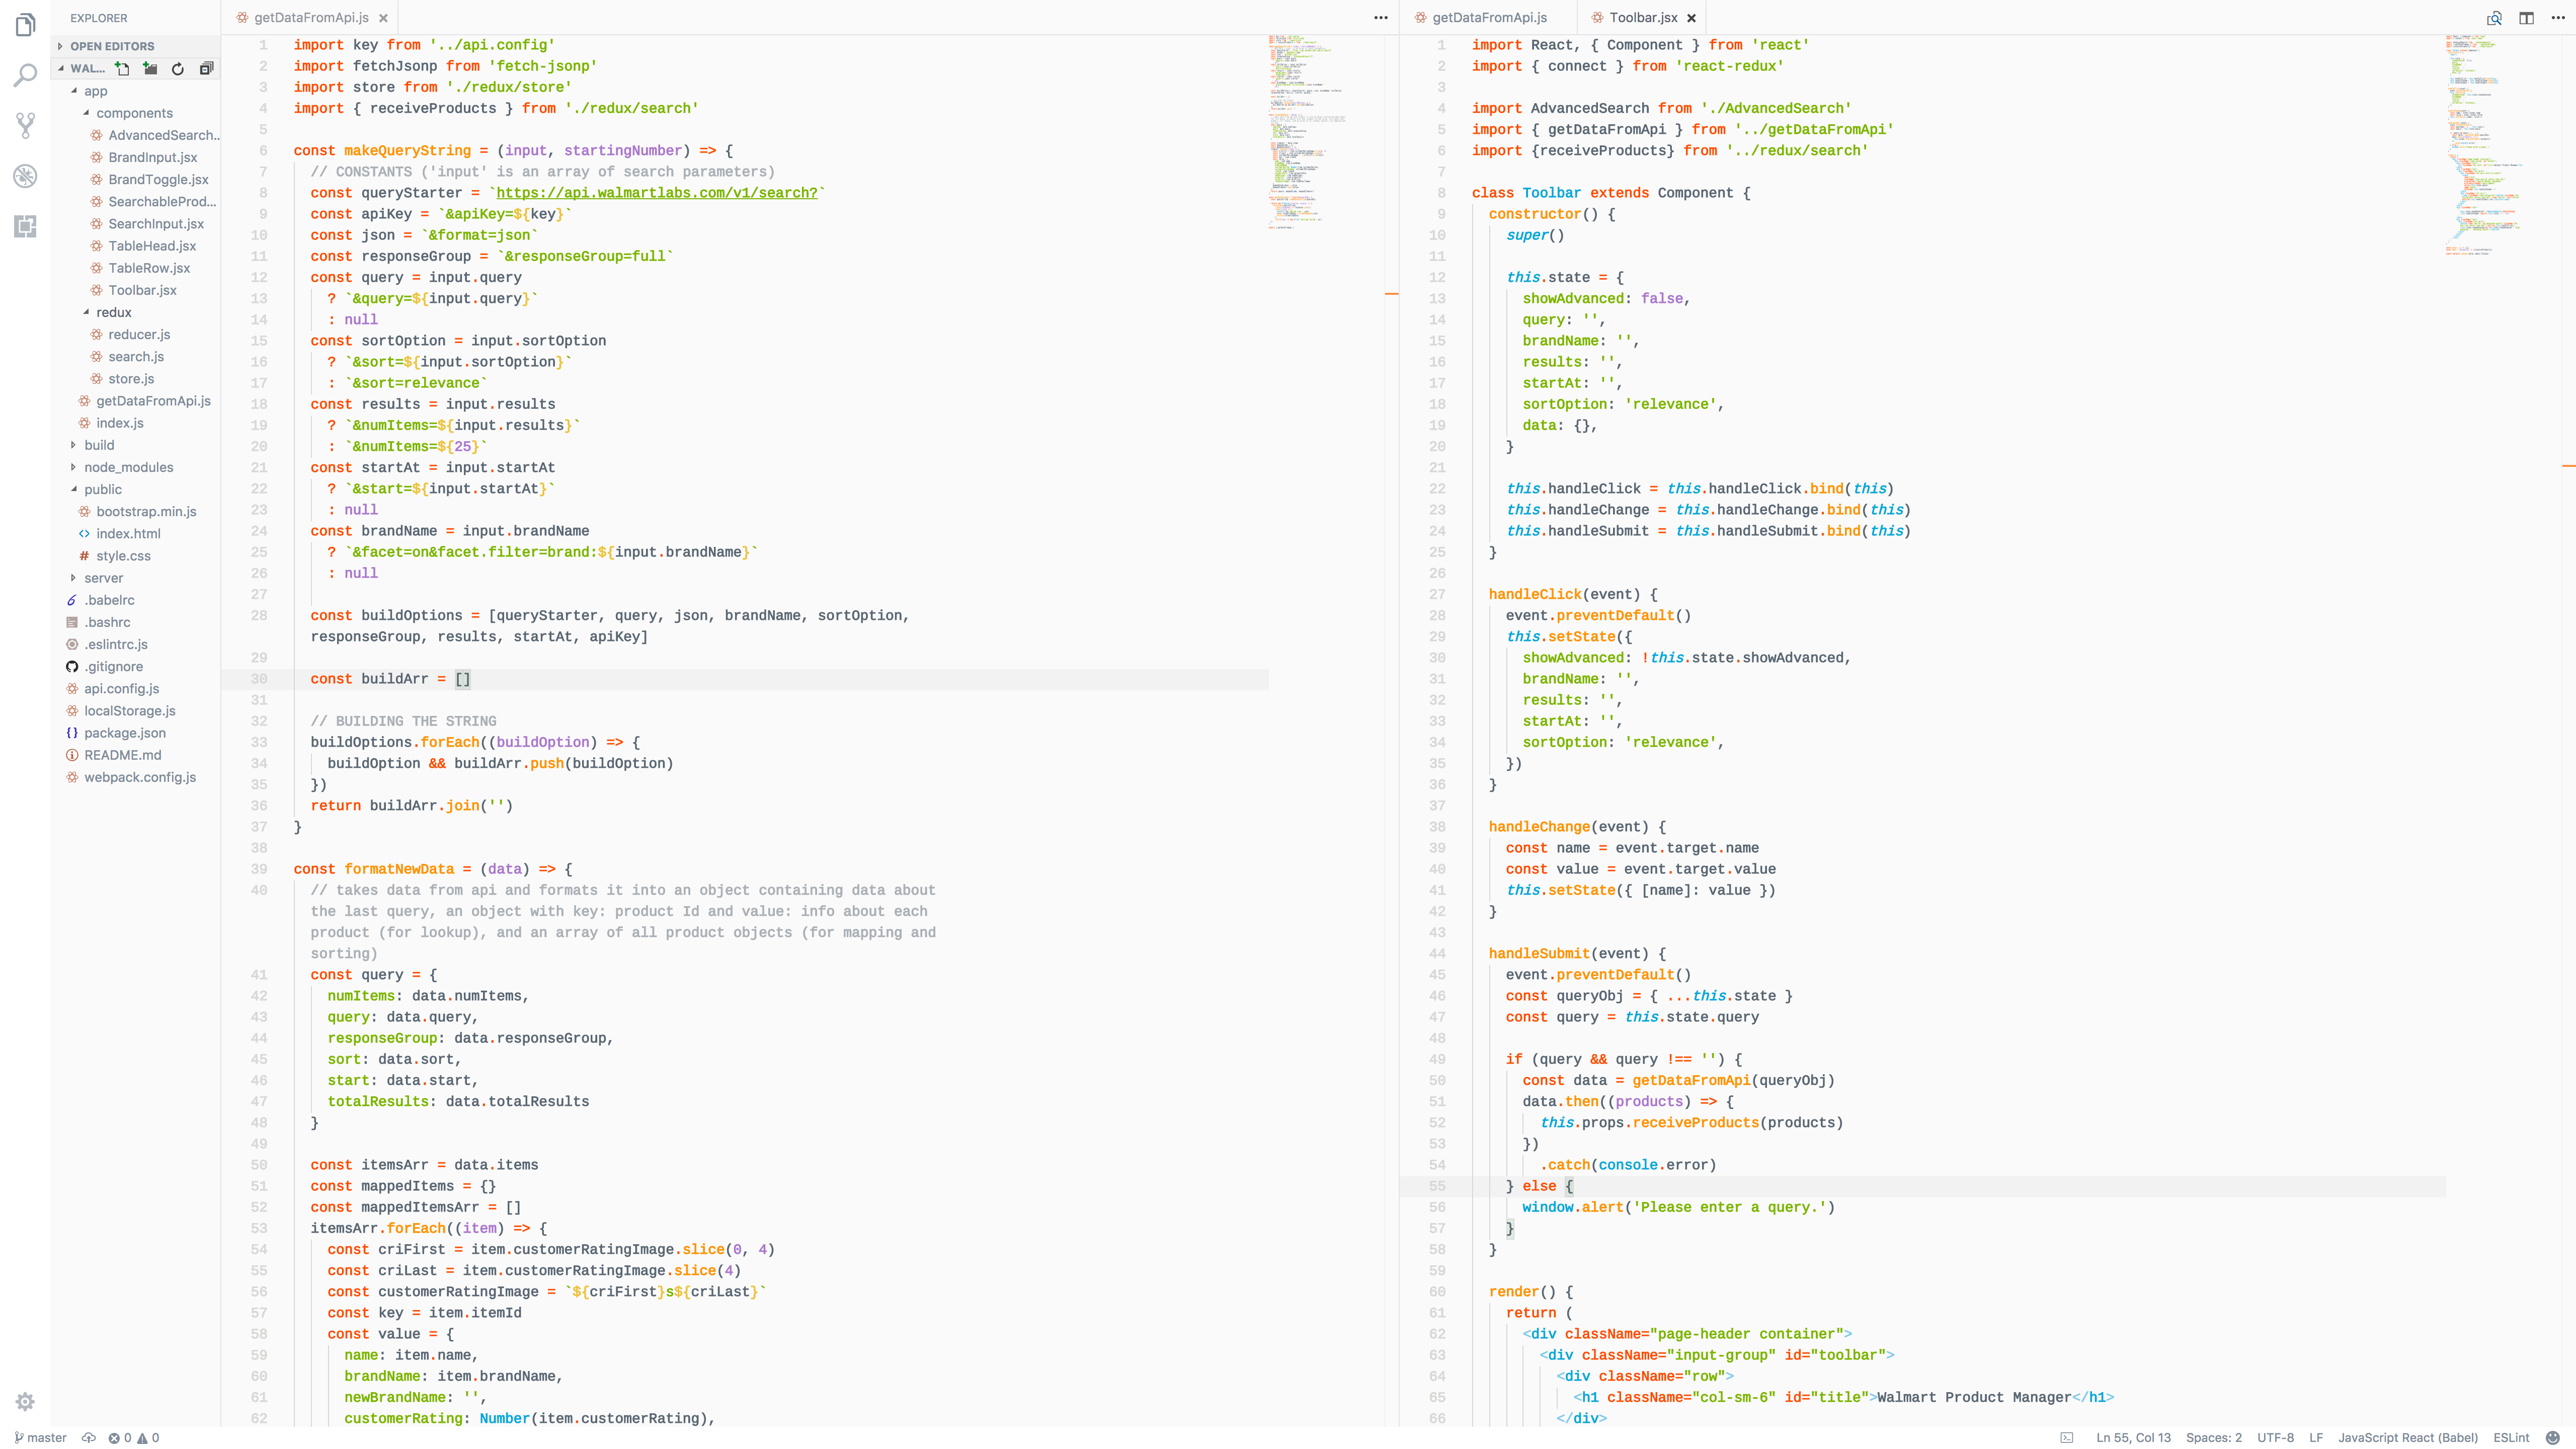 EXPLORER
OPEN EDITORS
WAL...
app
components
AdvancedSearch...
BrandInput.jsx
BrandToggle.jsx
SearchableProd...
SearchInput.jsx
TableHead.jsx
TableRow.jsx
Toolbar.jsx
redux
reducer.js
search.js
store.js
getDataFromApi.js
index.js
build
node_modules
public
bootstrap.min.js
index.html
style.css
server
.babelrc
.bashrc
.eslintrc.js
.gitignore
api.config.js
localStorage.js
package.json
README.md
webpack.config.js
getDataFromApi.js
1 import key from '../api.config'
2 import fetchJsonp from 'fetch-jsonp'
3 import store from './redux/store'
4 import { receiveProducts } from './redux/search'
5
6 const makeQueryString = (input, startingNumber) => {
7 // CONSTANTS ('input' is an array of search parameters)
8 const queryStarter = `https://api.walmartlabs.com/v1/search?`
9 const apiKey = `&apiKey=${key}`
10 const json = `&format=json`
11 const responseGroup = `&responseGroup=full`
12 const query = input.query
13 ? `&query=${input.query}`
14 : null
15 const sortOption = input.sortOption
16 ? `&sort=${input.sortOption}`
17 : `&sort=relevance`
18 const results = input.results
19 ? `&numItems=${input.results}`
20 : `&numItems=${25}`
21 const startAt = input.startAt
22 ? `&start=${input.startAt}`
23 : null
24 const brandName = input.brandName
25 ? `&facet=on&facet.filter=brand:${input.brandName}`
26 : null
27
28 const buildOptions = [queryStarter, query, json, brandName, sortOption,
responseGroup, results, startAt, apiKey]
29
30 const buildArr = []
31
32 // BUILDING THE STRING
33 buildOptions.forEach((buildOption) => {
34 buildOption && buildArr.push(buildOption)
35 })
36 return buildArr.join('')
37 }
38
39 const formatNewData = (data) => {
40 // takes data from api and formats it into an object containing data about
the last query, an object with key: product Id and value: info about each
product (for lookup), and an array of all product objects (for mapping and
sorting)
41 const query = {
42 numItems: data.numItems,
43 query: data.query,
44 responseGroup: data.responseGroup,
45 sort: data.sort,
46 start: data.start,
47 totalResults: data.totalResults
48 }
49
50 const itemsArr = data.items
51 const mappedItems = {}
52 const mappedItemsArr = []
53 itemsArr.forEach((item) => {
54 const criFirst = item.customerRatingImage.slice(0, 4)
55 const criLast = item.customerRatingImage.slice(4)
56 const customerRatingImage = `${criFirst}s${criLast}`
57 const key = item.itemId
58 const value = {
59 name: item.name,
60 brandName: item.brandName,
61 newBrandName: '',
62 customerRating: Number(item.customerRating),
getDataFromApi.js
Toolbar.jsx
1 import React, { Component } from 'react'
2 import { connect } from 'react-redux'
3
4 import AdvancedSearch from './AdvancedSearch'
5 import { getDataFromApi } from '../getDataFromApi'
6 import {receiveProducts} from '../redux/search'
7
8 class Toolbar extends Component {
9 constructor() {
10 super()
11
12 this.state = {
13 showAdvanced: false,
14 query: '',
15 brandName: '',
16 results: '',
17 startAt: '',
18 sortOption: 'relevance',
19 data: {},
20 }
21
22 this.handleClick = this.handleClick.bind(this)
23 this.handleChange = this.handleChange.bind(this)
24 this.handleSubmit = this.handleSubmit.bind(this)
25 }
26
27 handleClick(event) {
28 event.preventDefault()
29 this.setState({
30 showAdvanced: !this.state.showAdvanced,
31 brandName: '',
32 results: '',
33 startAt: '',
34 sortOption: 'relevance',
35 })
36 }
37
38 handleChange(event) {
39 const name = event.target.name
40 const value = event.target.value
41 this.setState({ [name]: value })
42 }
43
44 handleSubmit(event) {
45 event.preventDefault()
46 const queryObj = { ...this.state }
47 const query = this.state.query
48
49 if (query && query !== '') {
50 const data = getDataFromApi(queryObj)
51 data.then((products) => {
52 this.props.receiveProducts(products)
53 })
54 .catch(console.error)
55 } else {
56 window.alert('Please enter a query.')
57 }
58 }
59
60 render() {
61 return (
62 <div className="page-header container">
63 <div className="input-group" id="toolbar">
64 <div className="row">
65 <h1 className="col-sm-6" id="title">Walmart Product Manager</h1>
66 </div>
master
0
0
Ln 55, Col 13
Spaces: 2
UTF-8
LF
JavaScript React (Babel)
ESLint